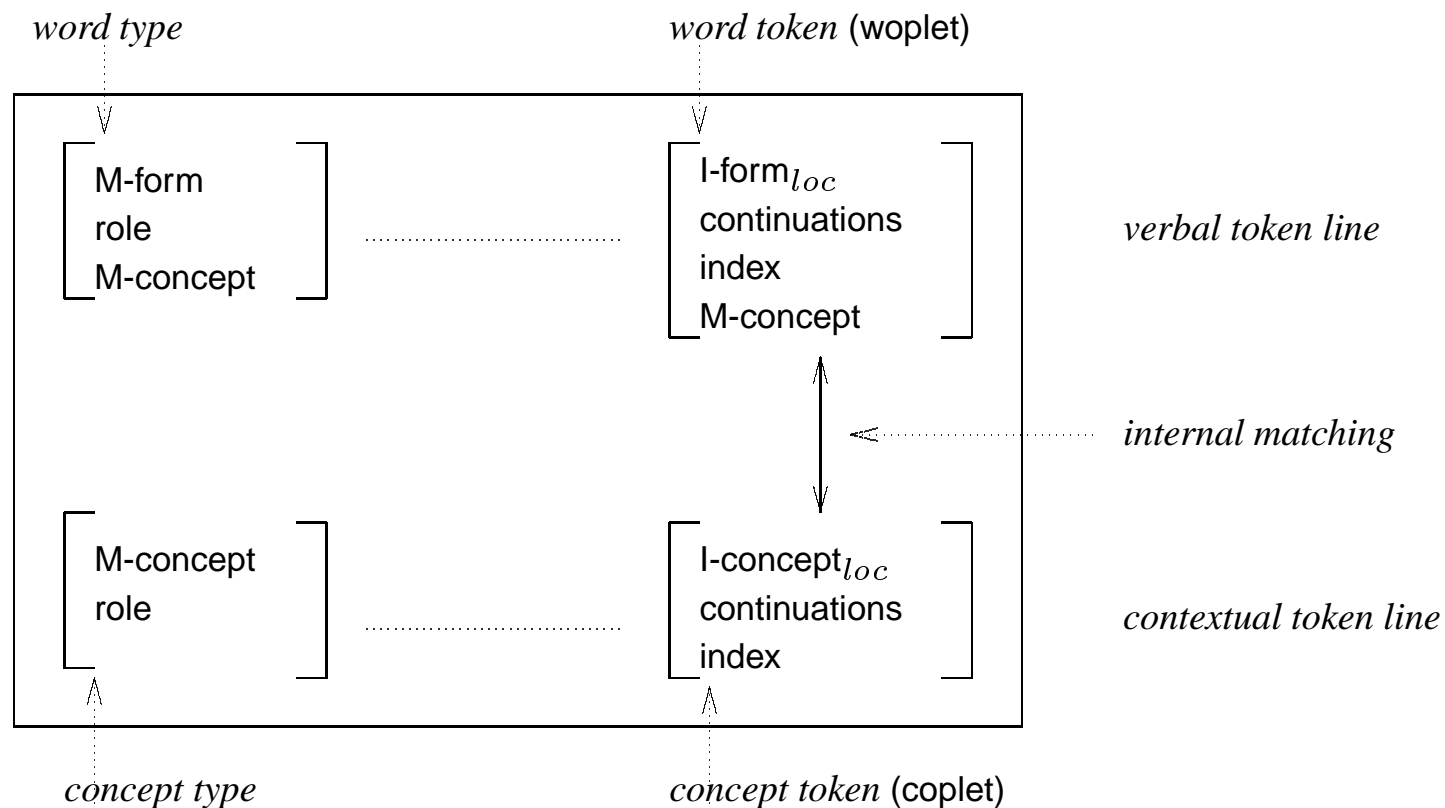 word type
word token (woplet)
M-form
role
M-concept
I-form_loc
continuations
index
M-concept
verbal token line
internal matching
M-concept
role
I-concept_loc
continuations
index
contextual token line
concept type
concept token (coplet)